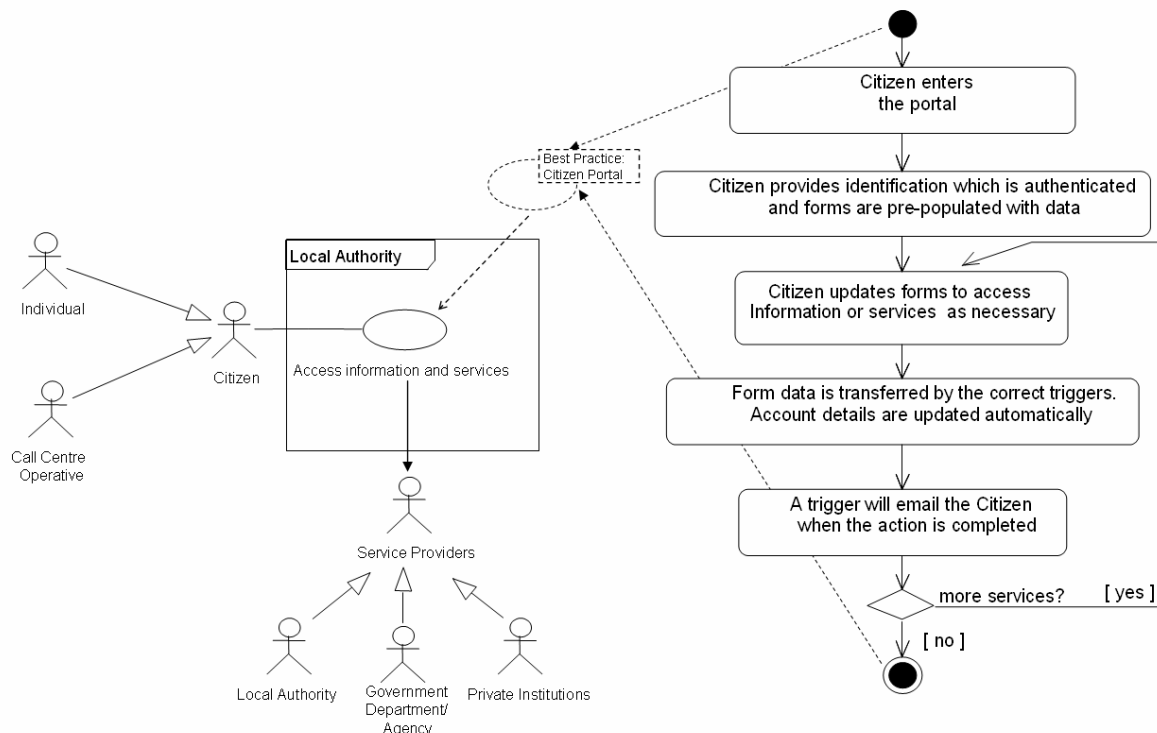 Citizen enters
the portal
Best Practice:
Citizen Portal
Citizen provides identification which is authenticated
and forms are pre-populated with data
Local Authority
Individual
Citizen
Access information and services
Citizen updates forms to access
Information or services as necessary
Call Centre
Operative
Form data is transferred by the correct triggers.
Account details are updated automatically
A trigger will email the Citizen
when the action is completed
Service Providers
more services? [ yes ]
[ no ]
Local Authority
Government
Department/
Agency
Private Institutions